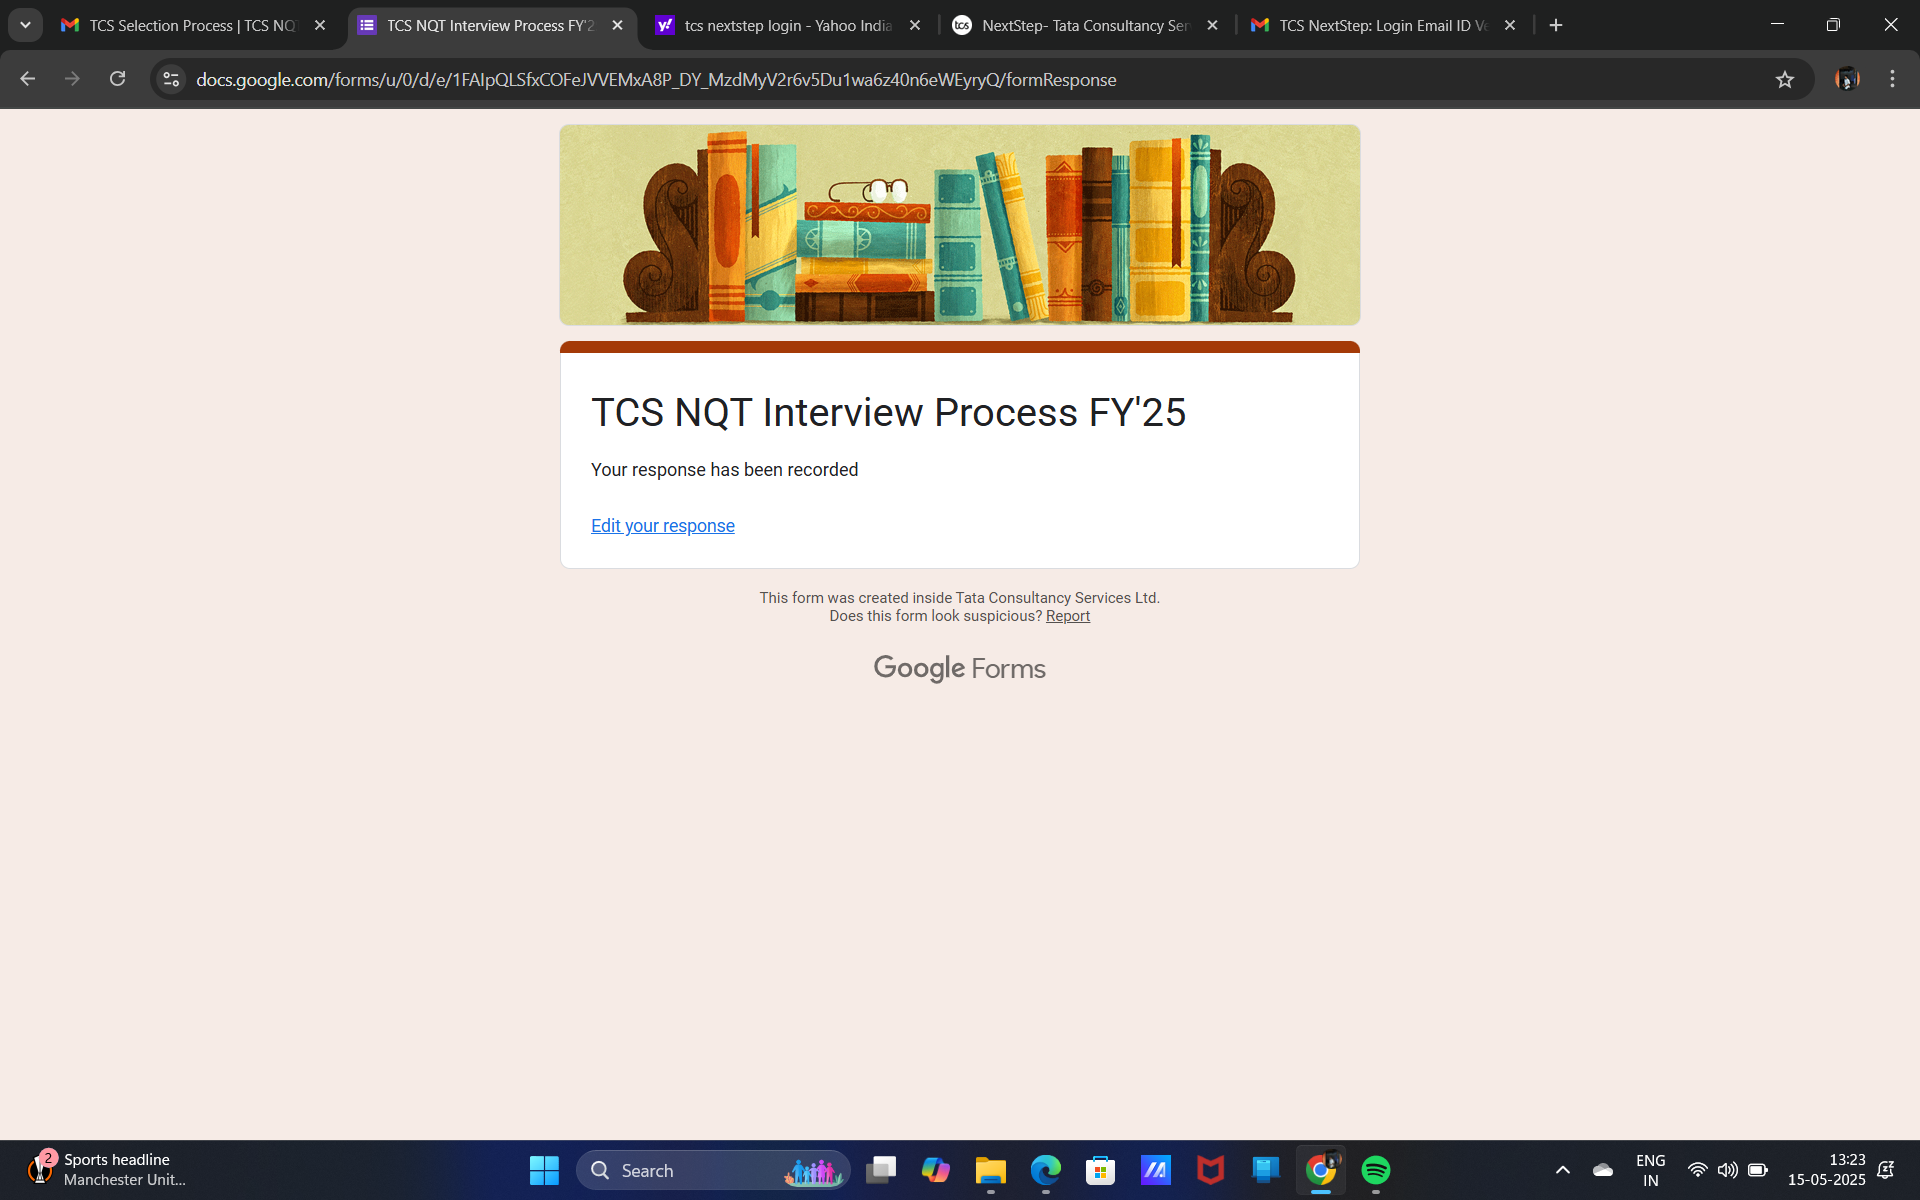 TCS Selection Process | TCS NQT
TCS NQT Interview Process FY'2
tcs nextstep login - Yahoo India
NextStep- Tata Consultancy Ser
TCS NextStep: Login Email ID Ve
docs.google.com/forms/u/0/d/e/1FAIpQLSfxCOFeJVVEMxA8P_DY_MzdMyV2r6v5Du1wa6z40n6eWEyryQ/formResponse
TCS NQT Interview Process FY'25
Your response has been recorded
Edit your response
This form was created inside Tata Consultancy Services Ltd.
Does this form look suspicious? Report
Google Forms
2
Sports headline
Manchester Unit...
Search
ENG
IN
13:23
15-05-2025